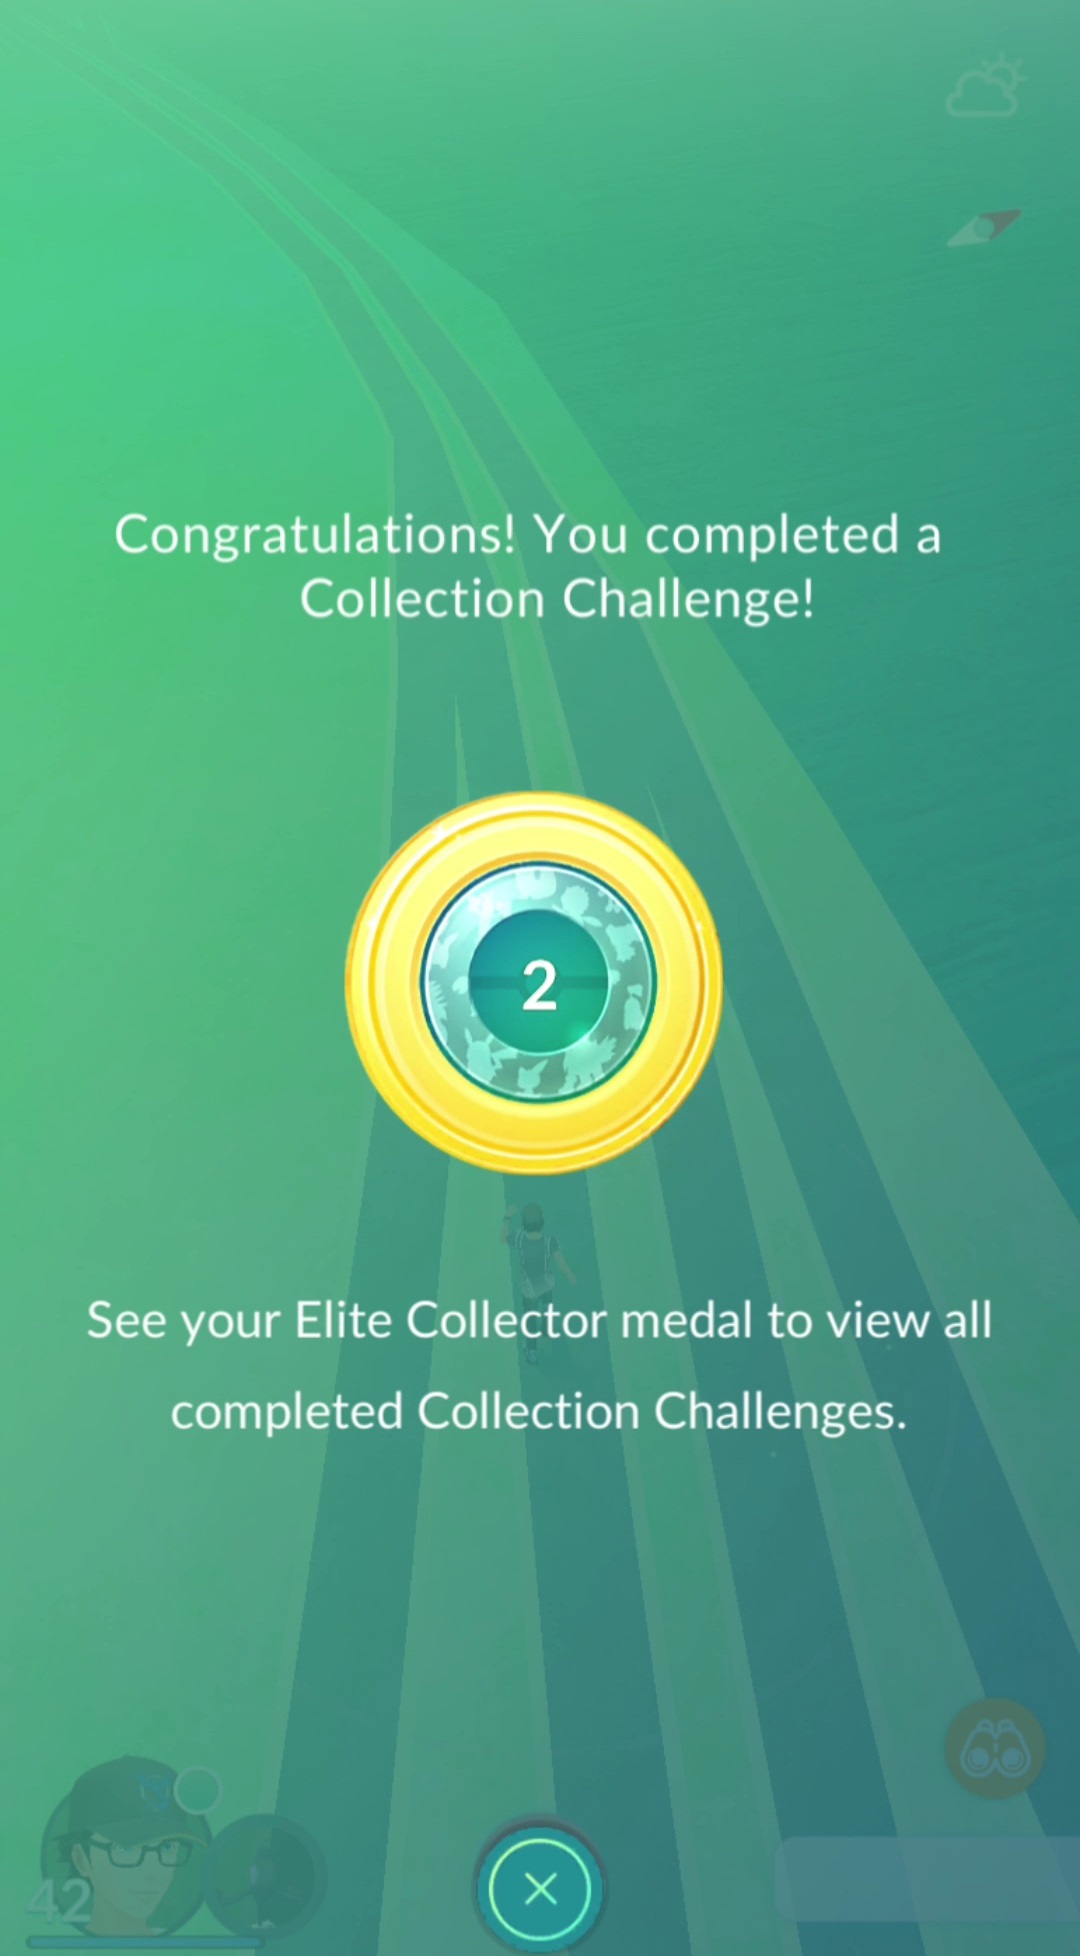 Congratulations! You completed a
Collection Challenge!
2
See your Elite Collector medal to view all
completed Collection Challenges.
42